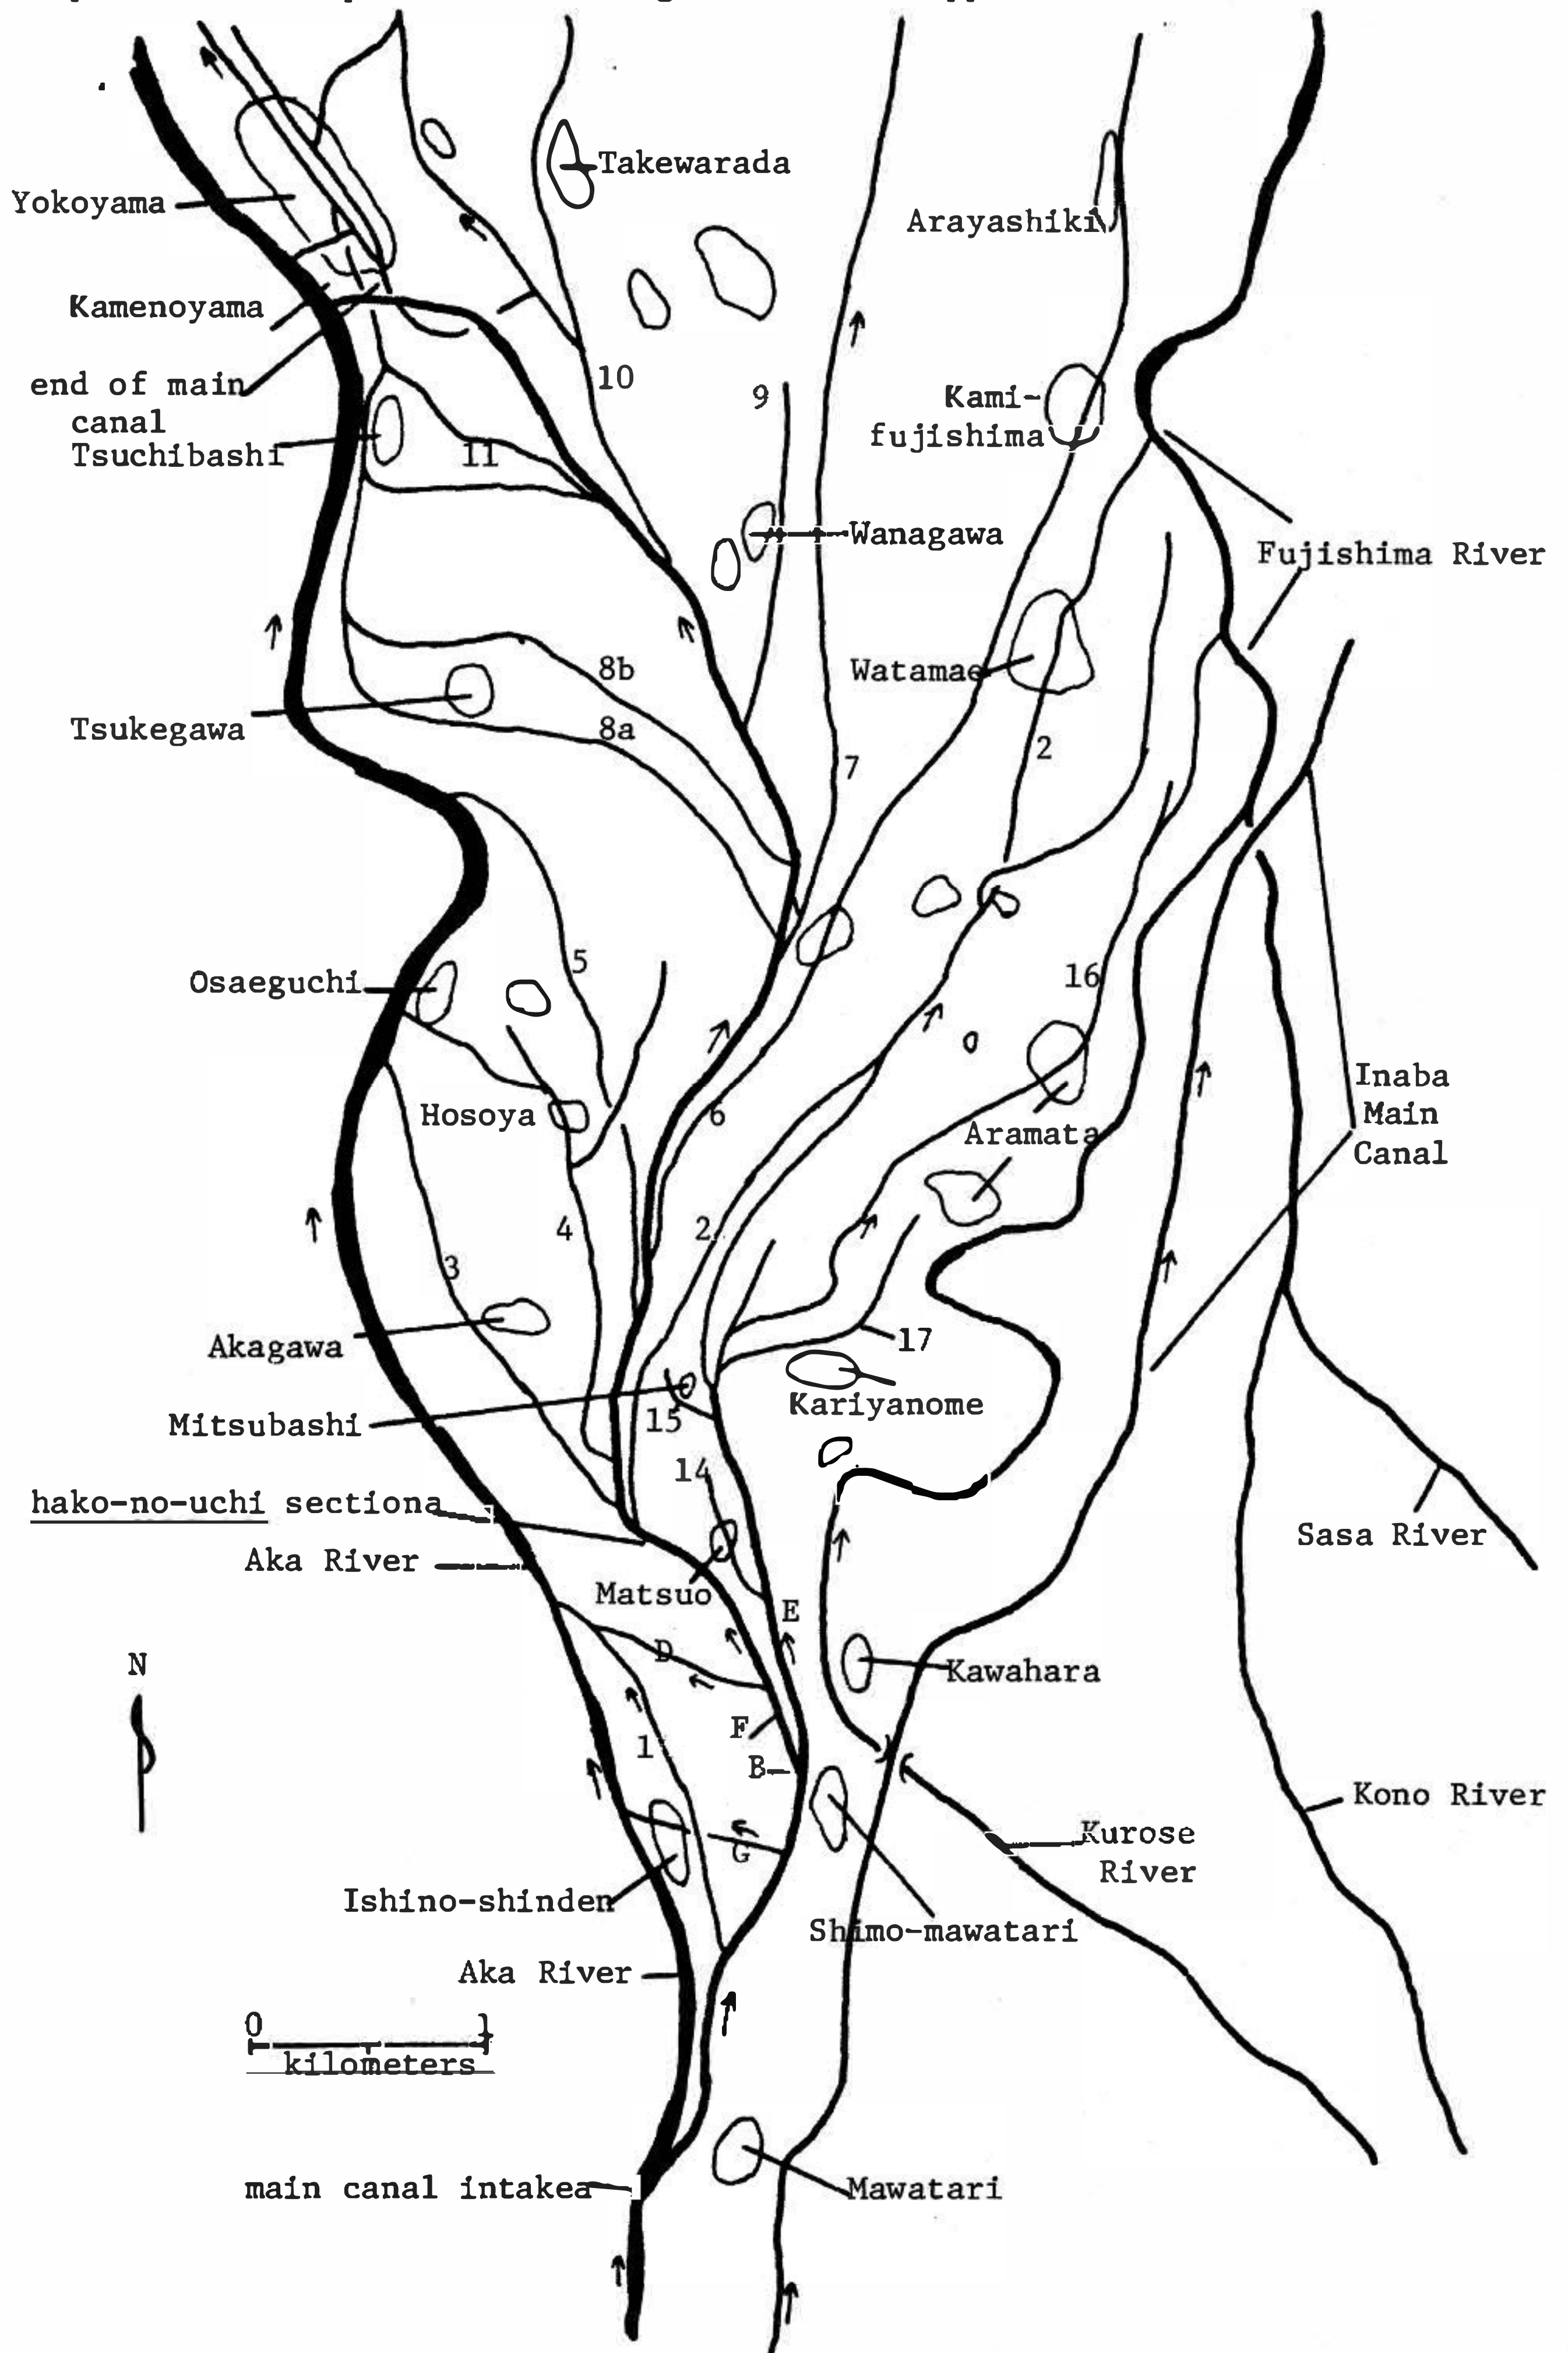 Takewarada
Yokoyama
Arayashiki
Kamenoyama
10
9
end of main
canal
Kami-
fujishima
Tsuchibashi
11
Wanagawa
Fujishima River
8b
Watamae
Tsukegawa
8a
2
7
5
Osaeguchi
16
Inaba
Main
Canal
Hosoya
6
Aramata
4
2
3
17
Akagawa
Kariyanome
Mitsubashi
15
14
hako-no-uchi sectiona
Sasa River
Aka River
Matsuo
E
N
D
Kawahara
F
1
B
Kono River
Kurose
River
G
Ishino-shinden
Shimo-mawatari
Aka River
0 1
kilometers
main canal intakea
Mawatari